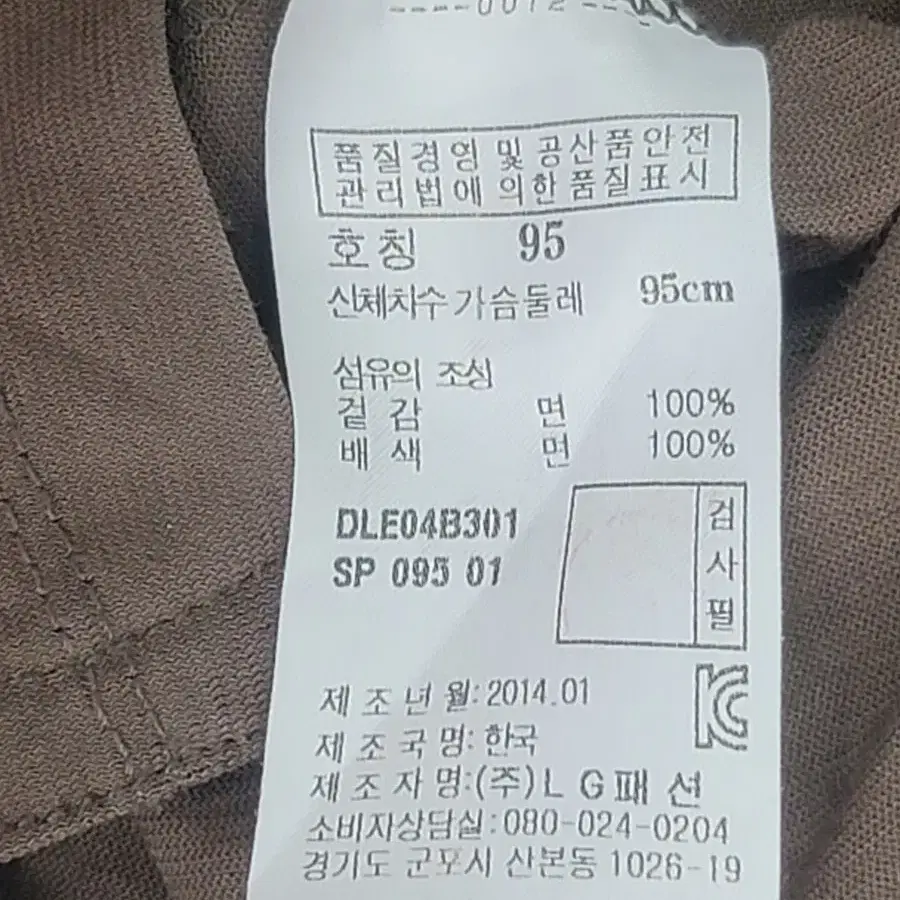 품질경영 및 공산품안전
관리법에 의한 품질표시
호칭 95
신체치수 가슴둘레 95cm
섬유의 조성
겉감 면 100%
배색 면 100%
DLE04B301
SP 095 01
검사필
제조년월: 2014.01
KC
제조국명: 한국
제조자명: (주)LG패션
소비자상담실: 080-024-0204
경기도 군포시 산본동 1026-19